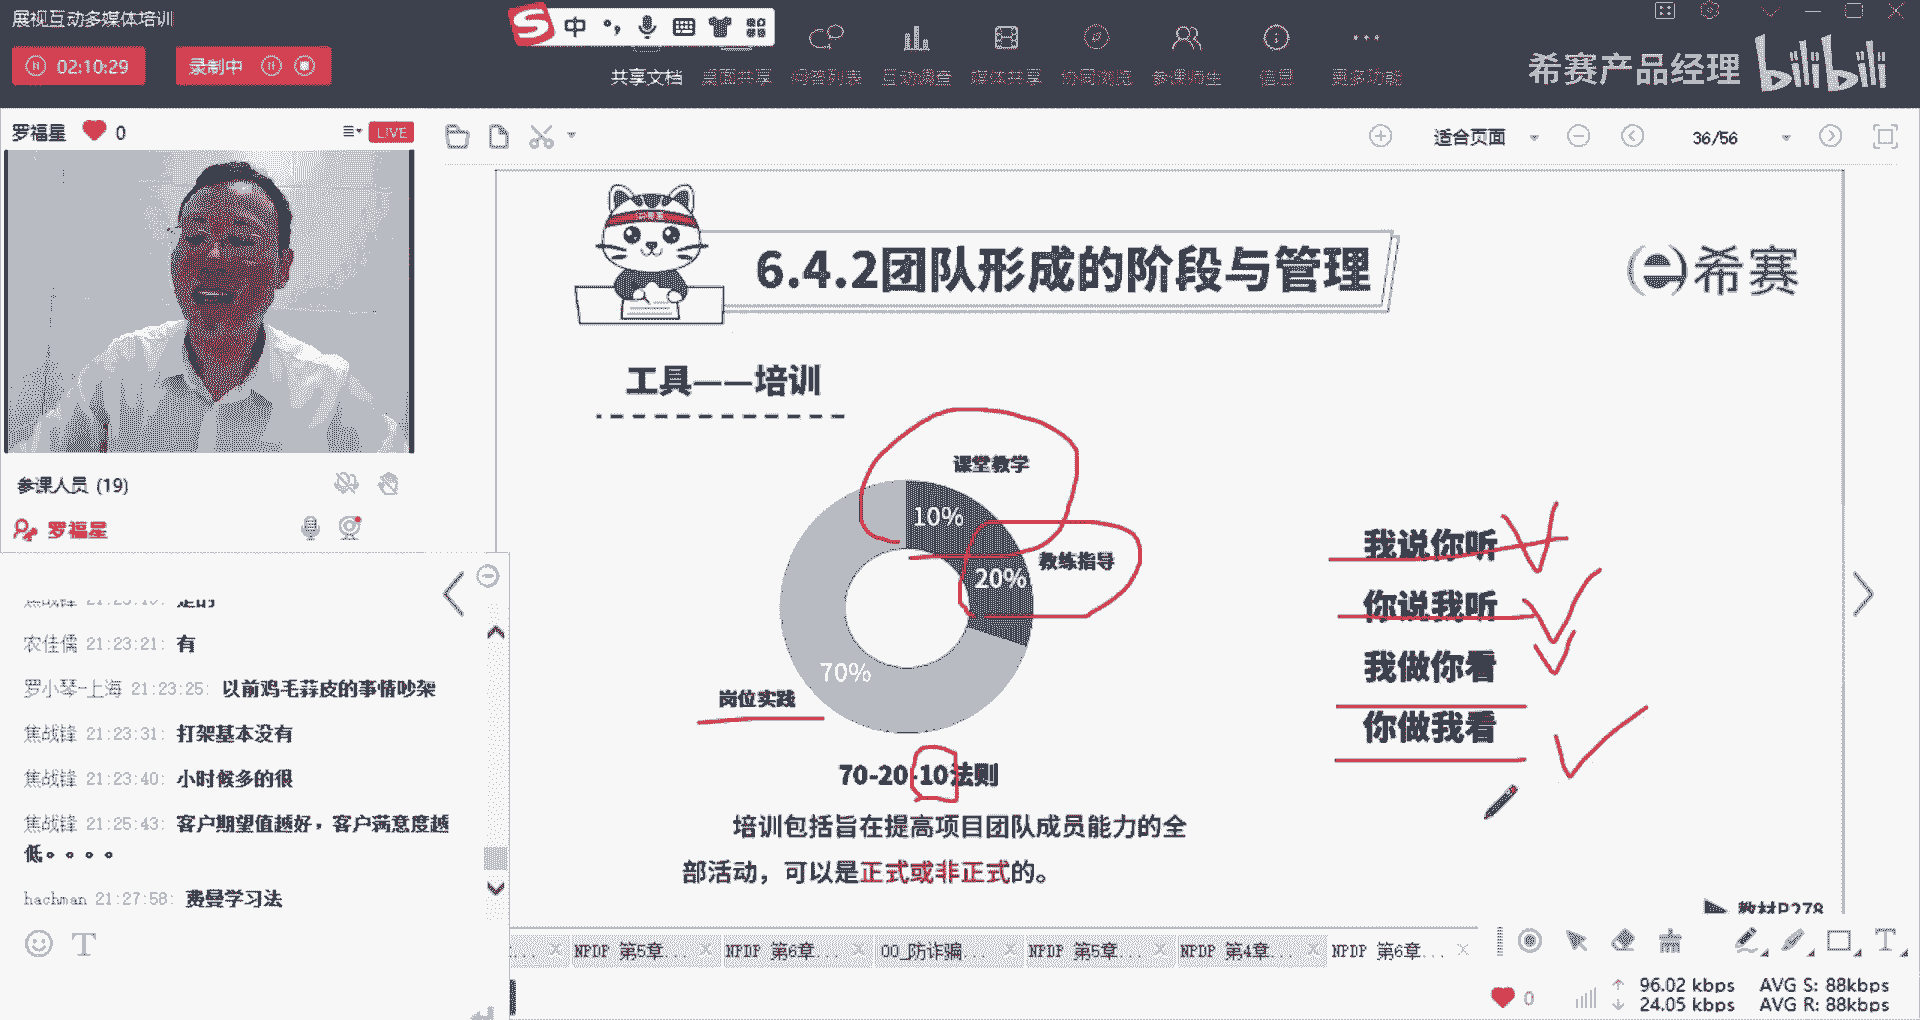 展视互动多媒体培训
02:10:29
录制中
中
共享文档
桌面共享
问答列表
互动课音
媒体共享
协同浏览
参课师生
信息
更多功能
希赛产品经理
bilibili
罗福星 0
LIVE
适合页面
36/56
参课人员 (19)
罗福星
是的
农佳儒 21:23:21: 有
罗小琴-上海 21:23:25: 以前鸡毛蒜皮的事情吵架
焦战锋 21:23:31: 打架基本没有
焦战锋 21:23:40: 小时候多的很
焦战锋 21:25:43: 客户期望值越好，客户满意度越
低。。。。
hachman 21:27:58: 费曼学习法
6.4.2团队形成的阶段与管理
希赛
工具——培训
课堂教学
10%
教练指导
20%
70%
岗位实践
70-20-10法则
培训包括旨在提高项目团队成员能力的全
部活动，可以是正式或非正式的。
我说你听
你说我听
我做你看
你做我看
教材P278
NPDP 第5章...
NPDP 第6章...
00_防诈骗...
NPDP 第5章...
NPDP 第4章...
NPDP 第6章...
0
96.02 kbps AVG S: 88kbps
24.05 kbps AVG R: 88kbps